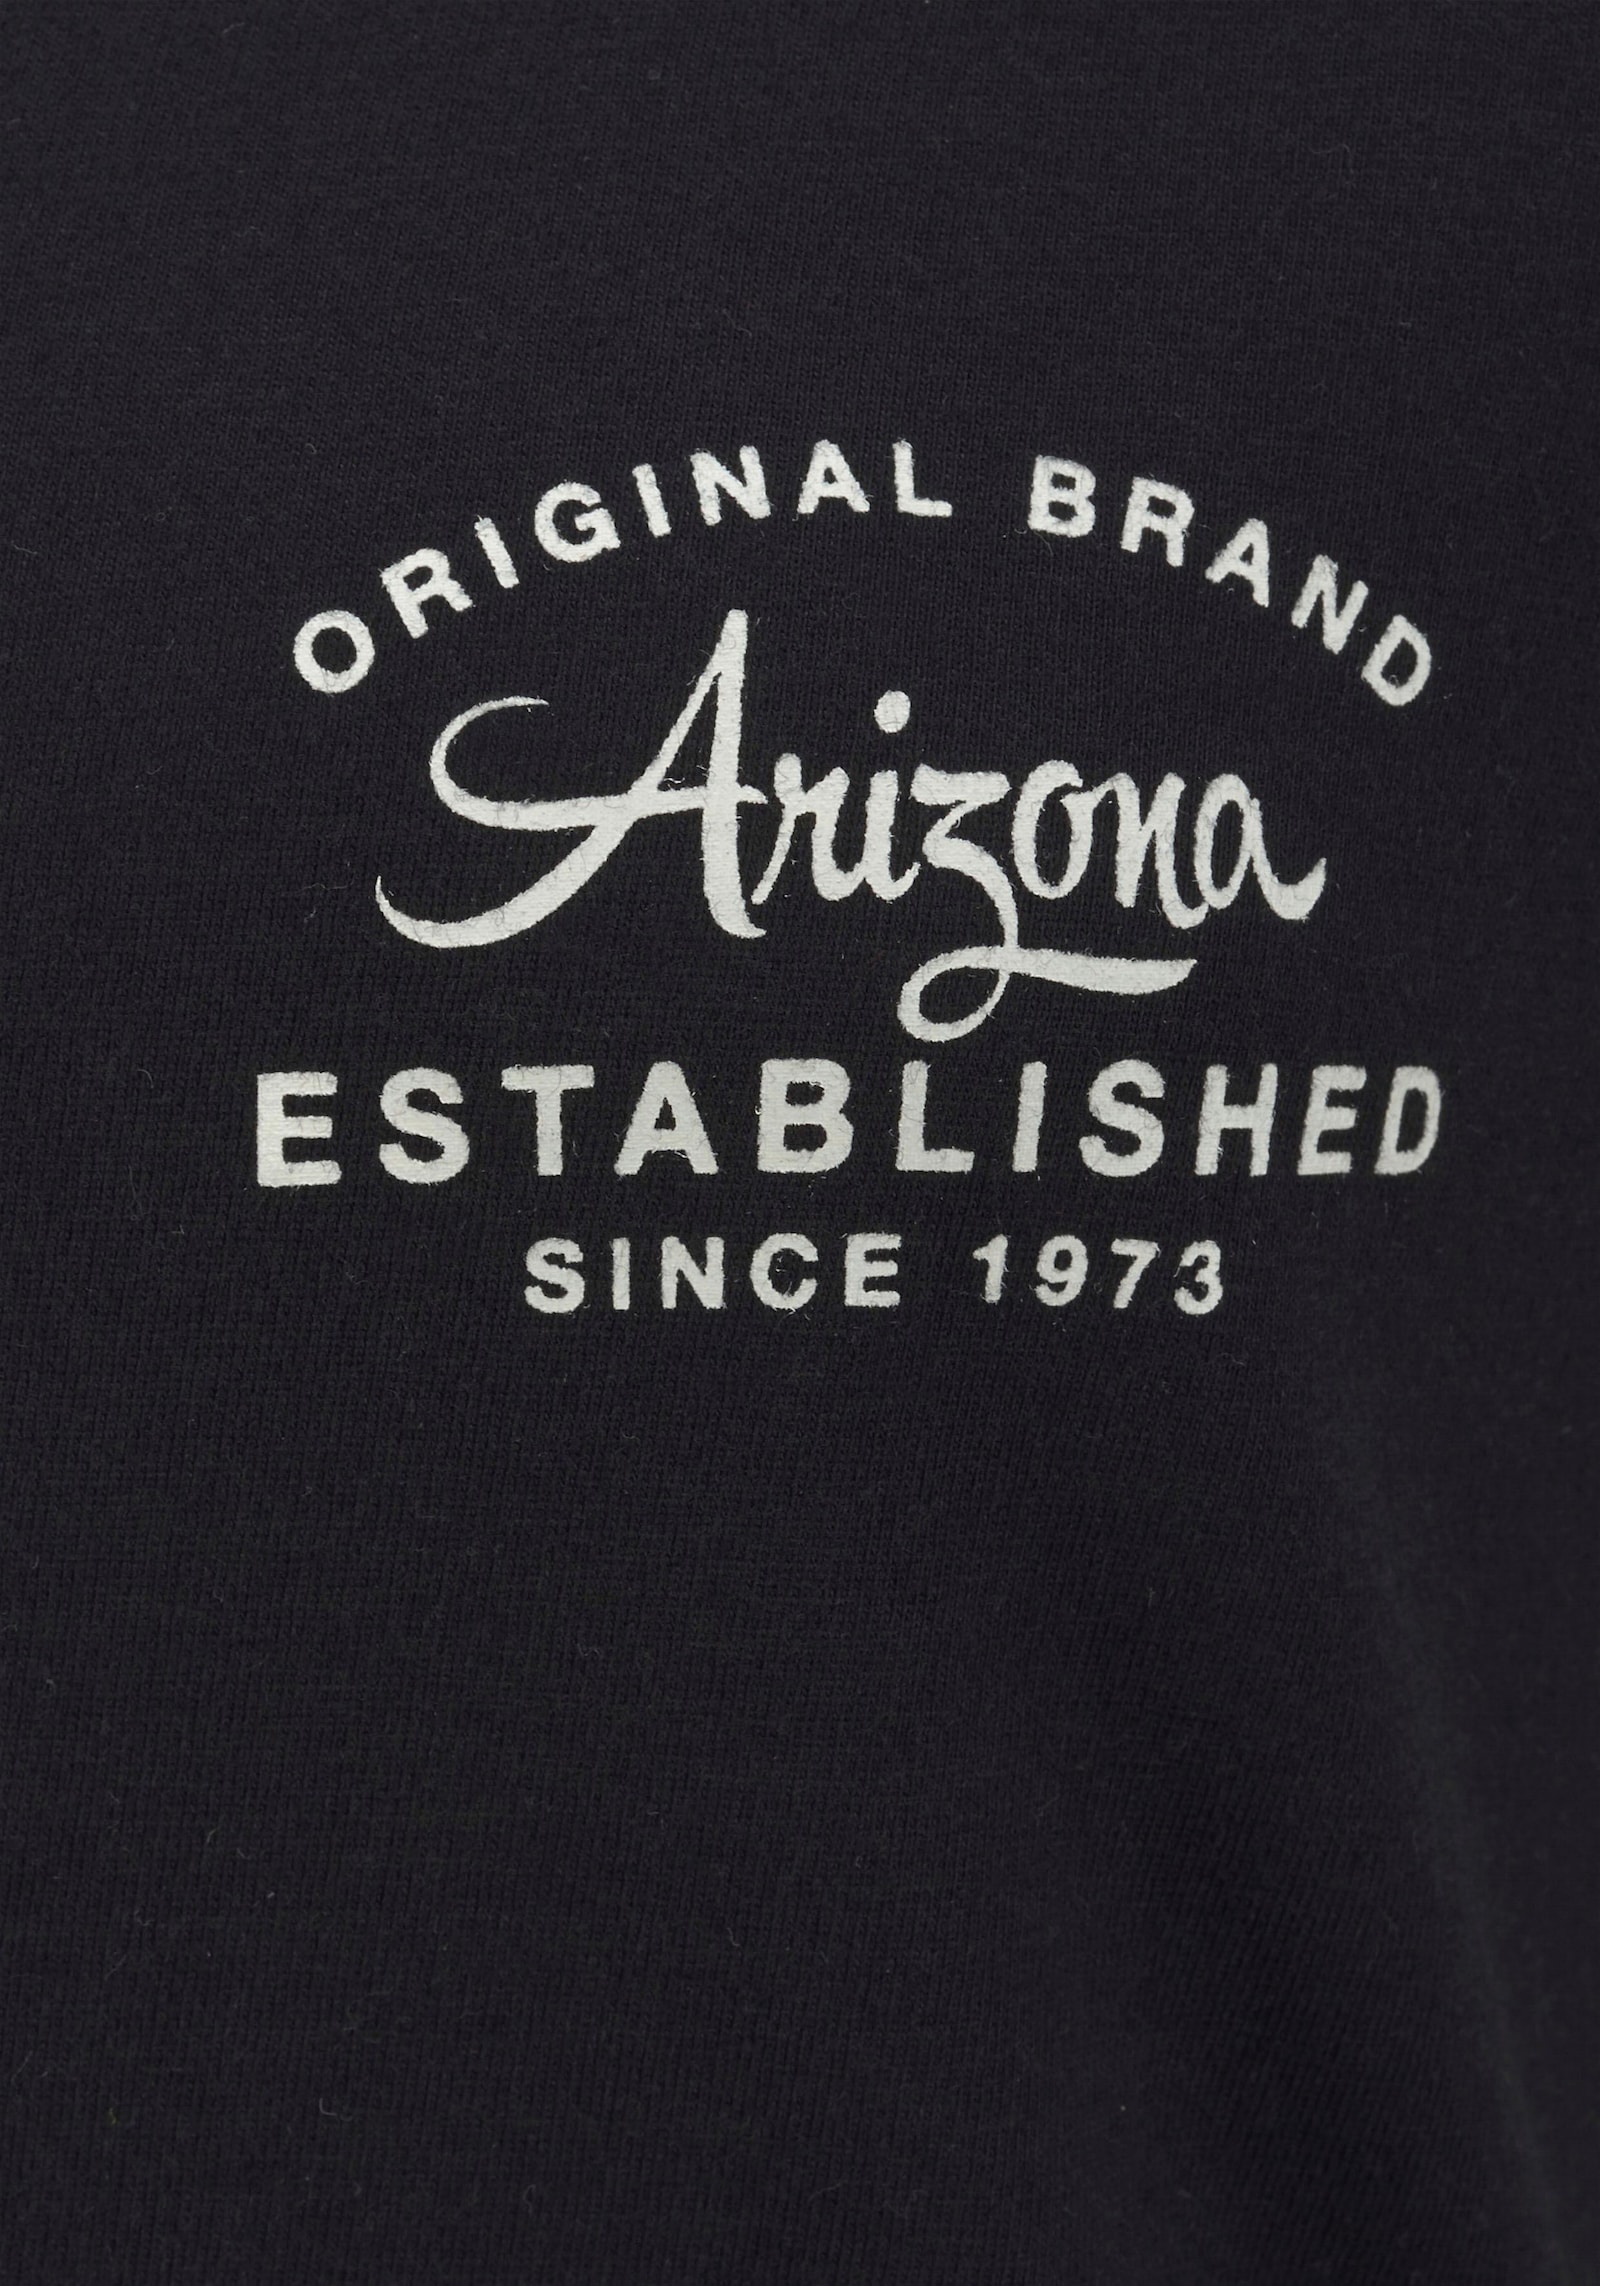 ORIGINAL BRAND
Arizona
ESTABLISHED
SINCE 1973